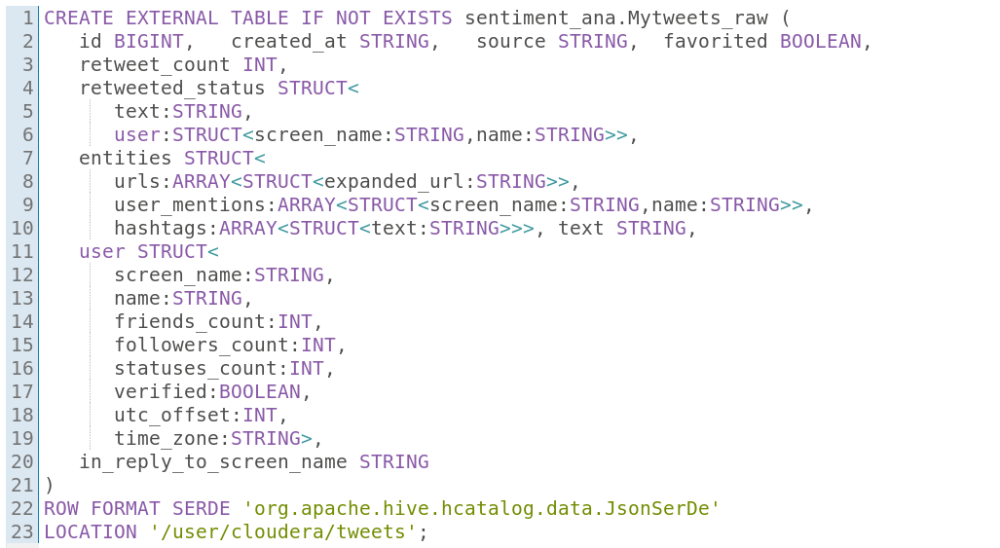 1 CREATE EXTERNAL TABLE IF NOT EXISTS sentiment_ana.Mytweets_raw (
2    id BIGINT,   created_at STRING,   source STRING,  favorited BOOLEAN,
3    retweet_count INT,
4    retweeted_status STRUCT<
5       text:STRING,
6       user:STRUCT<screen_name:STRING,name:STRING>>,
7    entities STRUCT<
8       urls:ARRAY<STRUCT<expanded_url:STRING>>,
9       user_mentions:ARRAY<STRUCT<screen_name:STRING,name:STRING>>,
10       hashtags:ARRAY<STRUCT<text:STRING>>>, text STRING,
11    user STRUCT<
12       screen_name:STRING,
13       name:STRING,
14       friends_count:INT,
15       followers_count:INT,
16       statuses_count:INT,
17       verified:BOOLEAN,
18       utc_offset:INT,
19       time_zone:STRING>,
20    in_reply_to_screen_name STRING
21 )
22 ROW FORMAT SERDE 'org.apache.hive.hcatalog.data.JsonSerDe'
23 LOCATION '/user/cloudera/tweets';